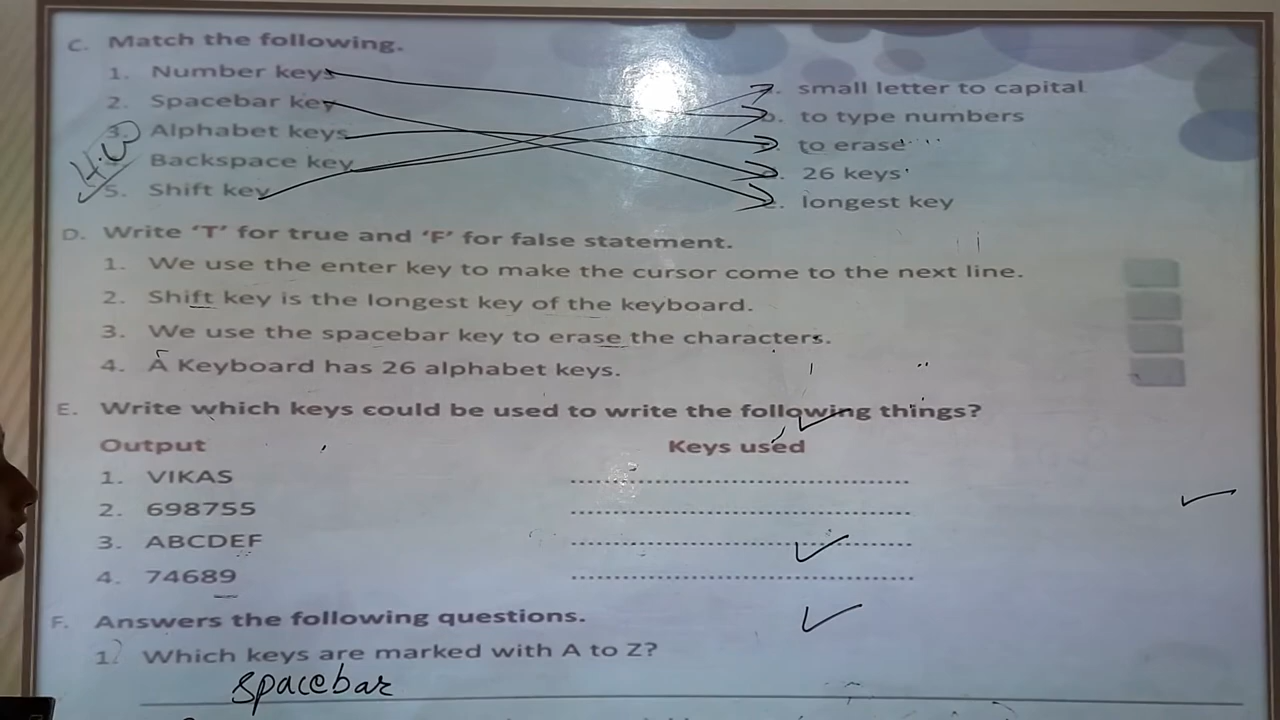 C. Match the following.
1. Number keys
small letter to capital
2. Spacebar key
to type numbers
3. Alphabet keys
to erase
Backspace key
26 keys
5. Shift key
longest key
H.W
D. Write ‘T’ for true and ‘F’ for false statement.
1. We use the enter key to make the cursor come to the next line.
2. Shift key is the longest key of the keyboard.
3. We use the spacebar key to erase the characters.
4. A Keyboard has 26 alphabet keys.
E. Write which keys could be used to write the following things?
Output Keys used
1. VIKAS ........................................
2. 698755 ........................................
3. ABCDEF ........................................
4. 74689 ........................................
F. Answers the following questions.
1. Which keys are marked with A to Z?
spacebar